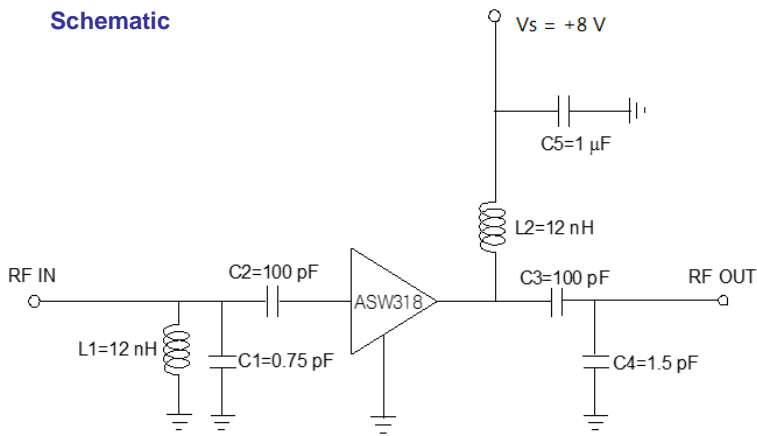 Schematic
Vs = +8 V
C5=1 μF
L2=12 nH
RF IN
C2=100 pF
C3=100 pF
RF OUT
ASW318
L1=12 nH
C1=0.75 pF
C4=1.5 pF